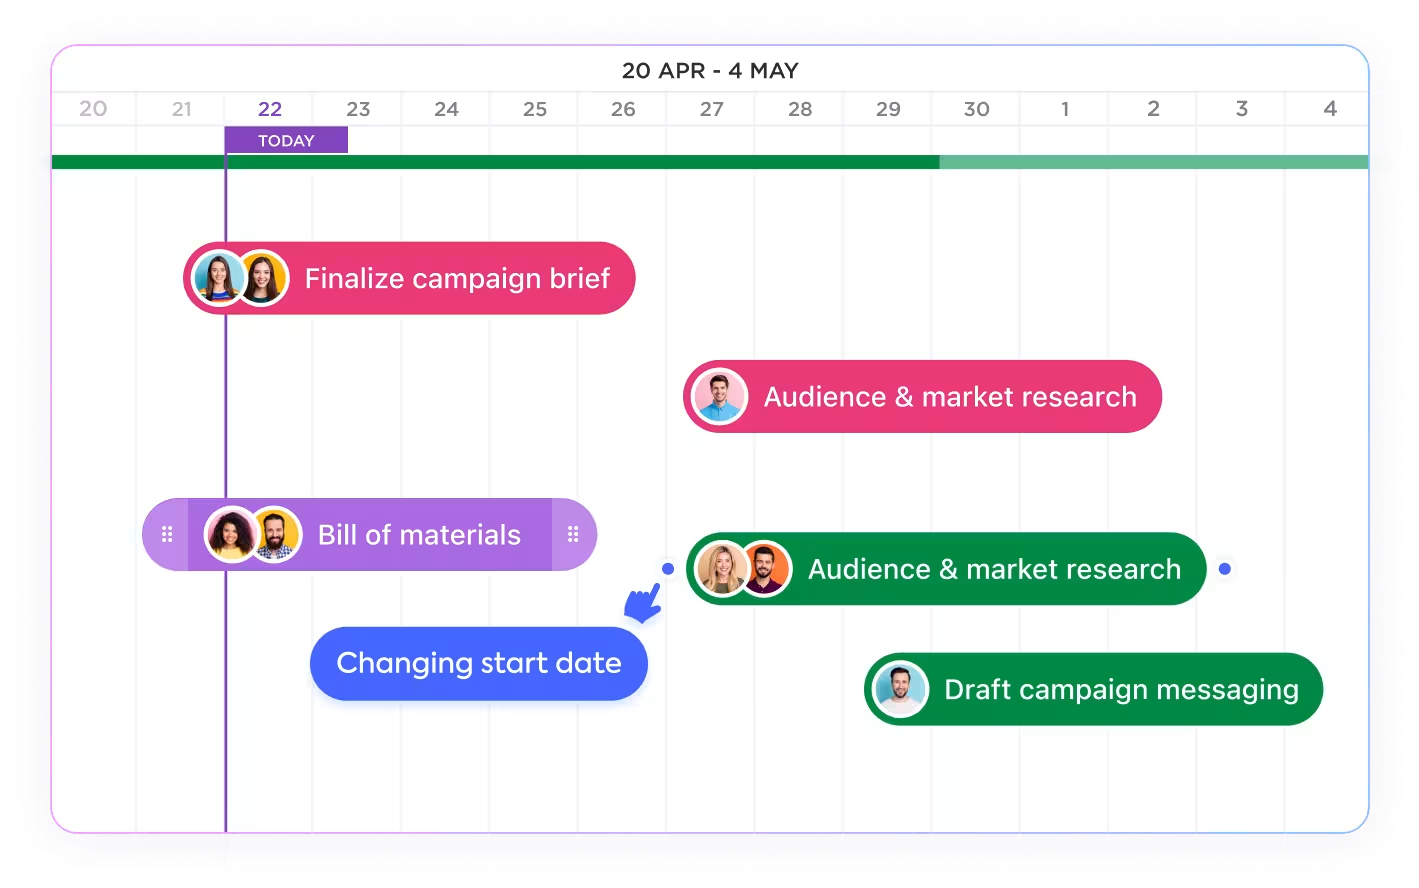 20 APR - 4 MAY
20 21 22 23 24 25 26 27 28 29 30 1 2 3 4
TODAY
Finalize campaign brief
Audience & market research
Bill of materials
Audience & market research
Changing start date
Draft campaign messaging